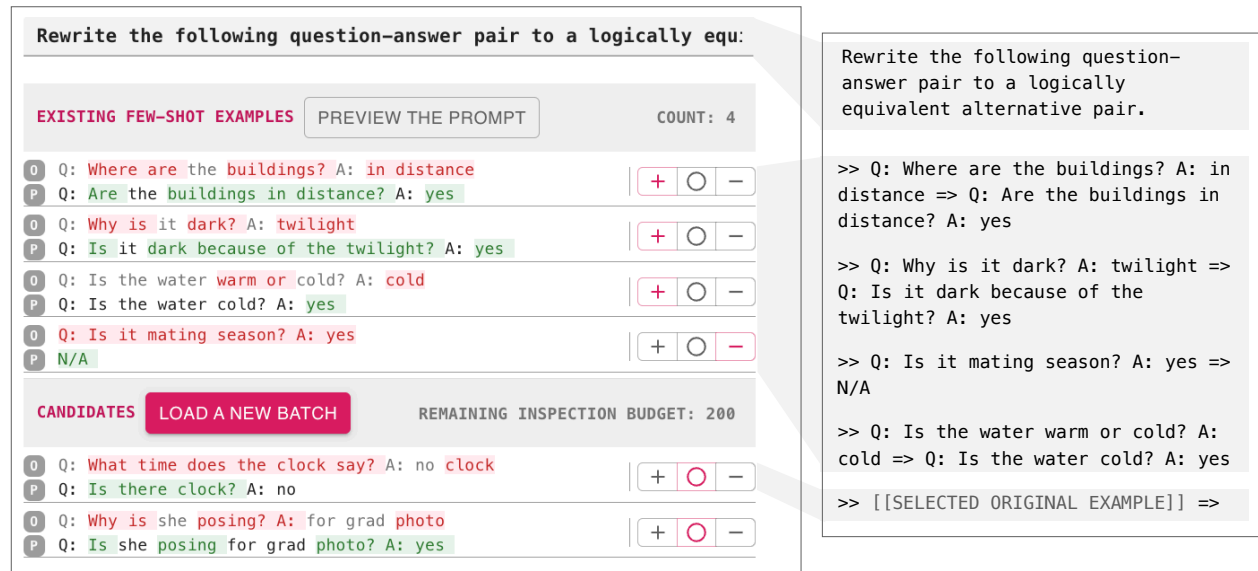 Rewrite the following question-answer pair to a logically equ:
EXISTING FEW-SHOT EXAMPLES PREVIEW THE PROMPT COUNT: 4
O Q: Where are the buildings? A: in distance
P Q: Are the buildings in distance? A: yes
O Q: Why is it dark? A: twilight
P Q: Is it dark because of the twilight? A: yes
O Q: Is the water warm or cold? A: cold
P Q: Is the water cold? A: yes
O Q: Is it mating season? A: yes
P N/A
CANDIDATES LOAD A NEW BATCH REMAINING INSPECTION BUDGET: 200
O Q: What time does the clock say? A: no clock
P Q: Is there clock? A: no
O Q: Why is she posing? A: for grad photo
P Q: Is she posing for grad photo? A: yes
Rewrite the following question-
answer pair to a logically
equivalent alternative pair.
>> Q: Where are the buildings? A: in
distance => Q: Are the buildings in
distance? A: yes
>> Q: Why is it dark? A: twilight =>
Q: Is it dark because of the
twilight? A: yes
>> Q: Is it mating season? A: yes =>
N/A
>> Q: Is the water warm or cold? A:
cold => Q: Is the water cold? A: yes
>> [[SELECTED ORIGINAL EXAMPLE]] =>